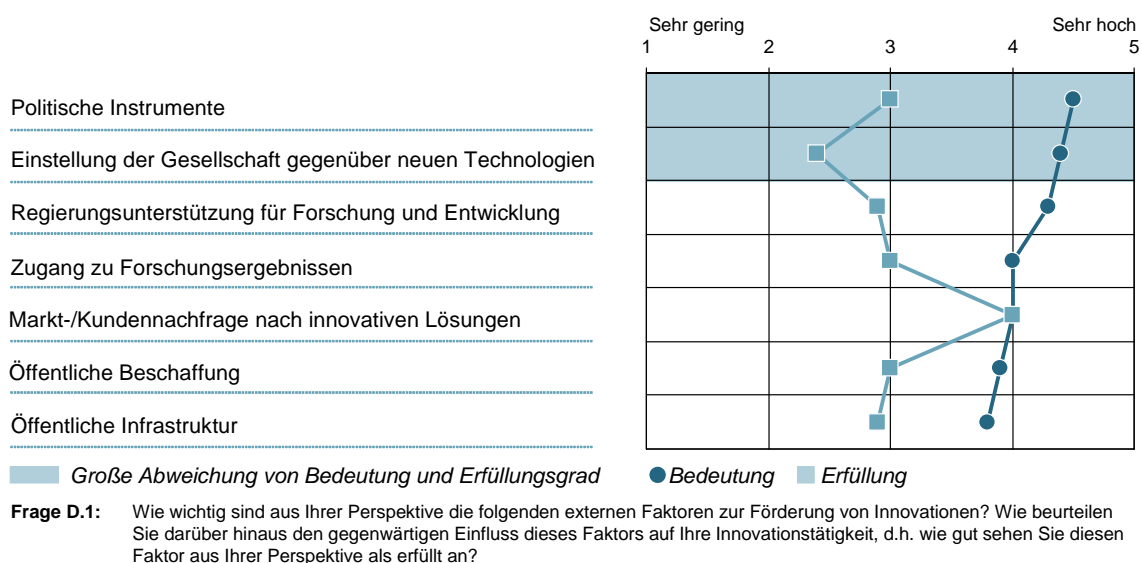 Sehr gering Sehr hoch
1 2 3 4 5
Politische Instrumente
Einstellung der Gesellschaft gegenüber neuen Technologien
Regierungsunterstützung für Forschung und Entwicklung
Zugang zu Forschungsergebnissen
Markt-/Kundennachfrage nach innovativen Lösungen
Öffentliche Beschaffung
Öffentliche Infrastruktur
Große Abweichung von Bedeutung und Erfüllungsgrad Bedeutung Erfüllung
Frage D.1: Wie wichtig sind aus Ihrer Perspektive die folgenden externen Faktoren zur Förderung von Innovationen? Wie beurteilen
Sie darüber hinaus den gegenwärtigen Einfluss dieses Faktors auf Ihre Innovationstätigkeit, d.h. wie gut sehen Sie diesen
Faktor aus Ihrer Perspektive als erfüllt an?